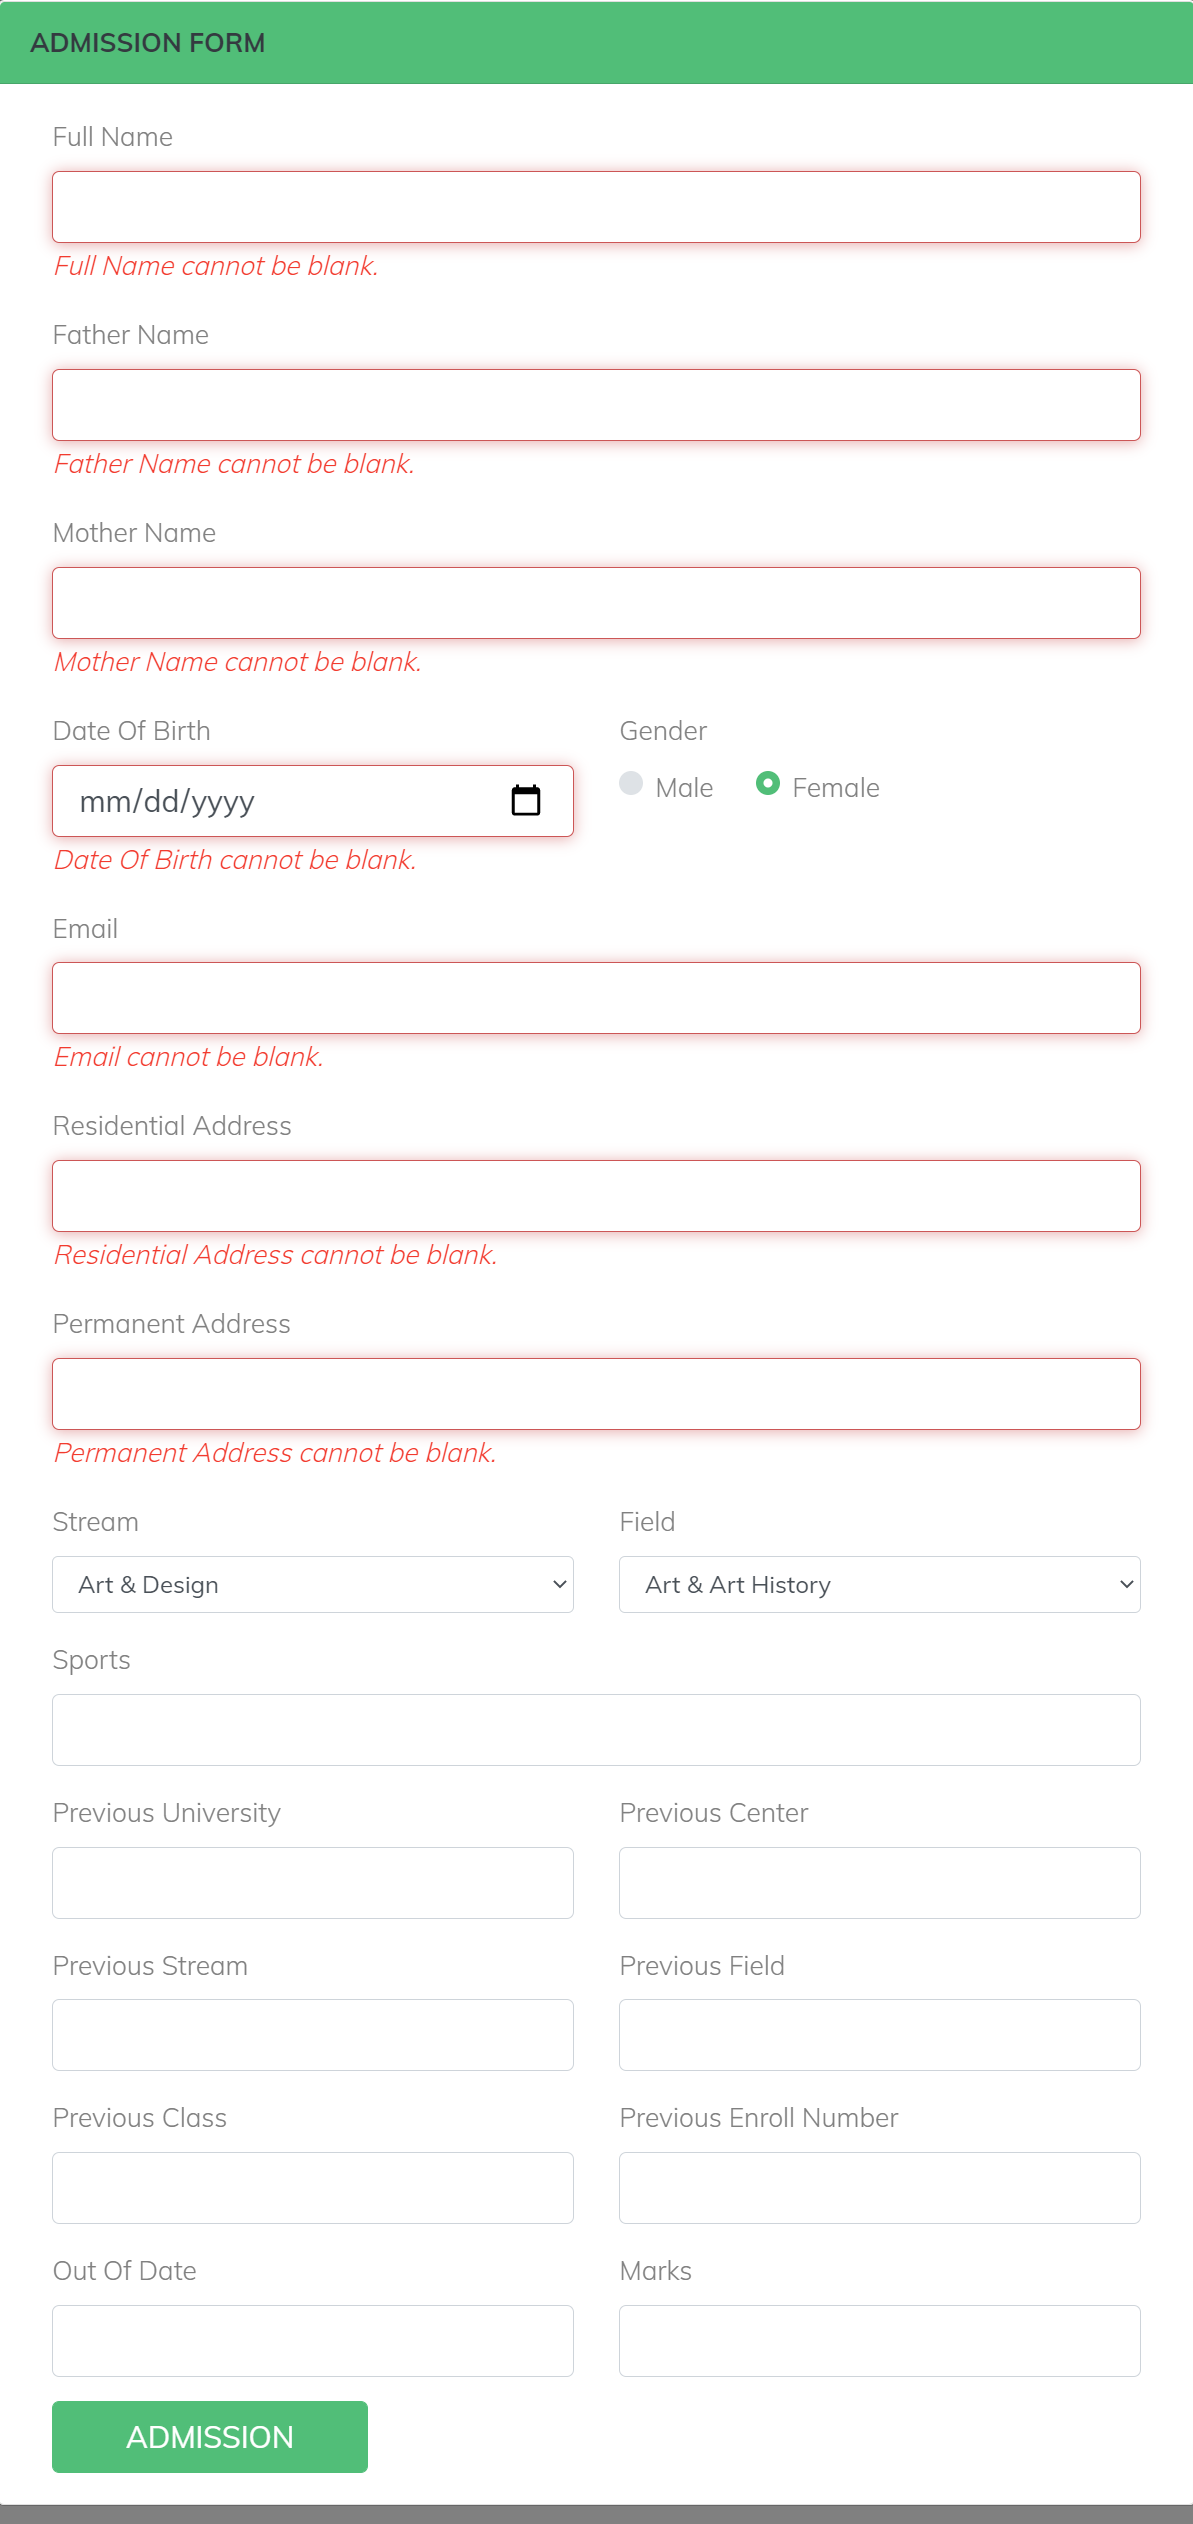 ADMISSION FORM
Full Name
Full Name cannot be blank.
Father Name
Father Name cannot be blank.
Mother Name
Mother Name cannot be blank.
Date Of Birth Gender
mm/dd/yyyy Male Female
Date Of Birth cannot be blank.
Email
Email cannot be blank.
Residential Address
Residential Address cannot be blank.
Permanent Address
Permanent Address cannot be blank.
Stream Field
Art & Design Art & Art History
Sports
Previous University Previous Center
Previous Stream Previous Field
Previous Class Previous Enroll Number
Out Of Date Marks
ADMISSION